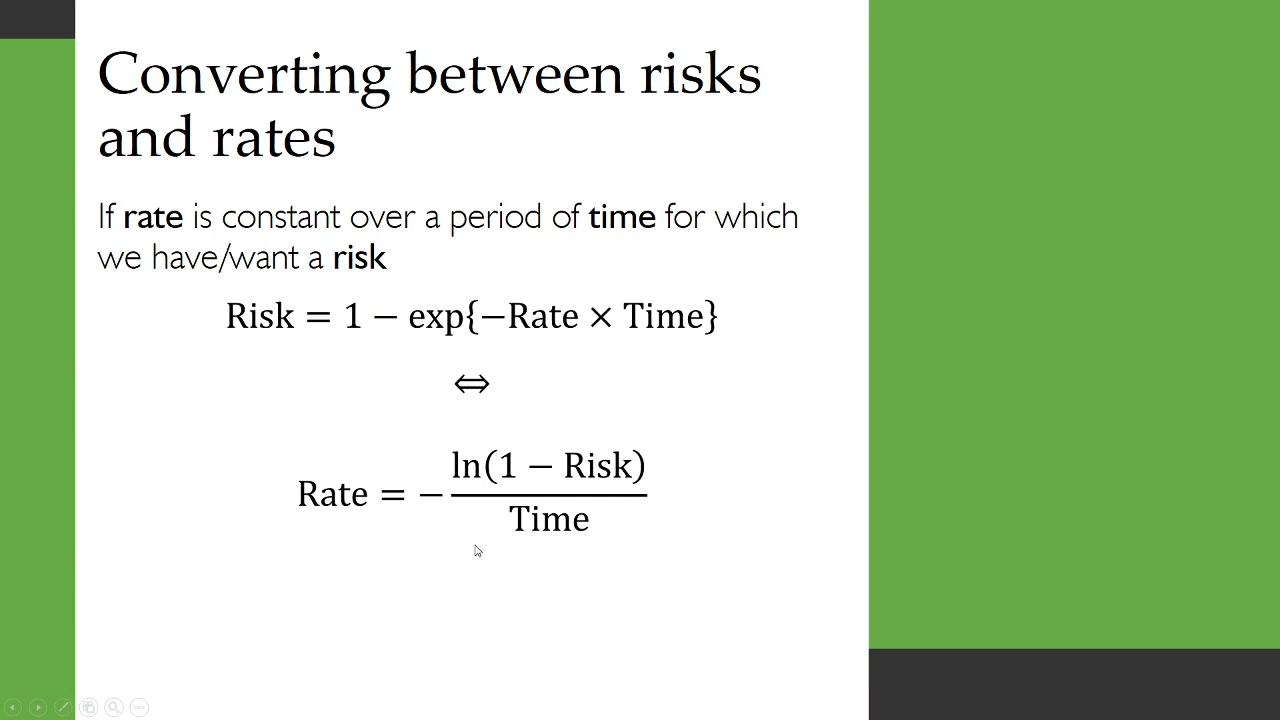 Converting between risks
and rates
If rate is constant over a period of time for which
we have/want a risk
Risk = 1 − exp{−Rate × Time}
⇔
Rate = − ln(1 − Risk)
Time